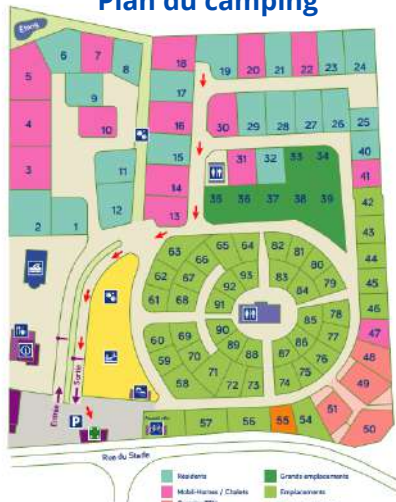 Plan du camping
Etang
6 7 8
18 19 20 21 22 23 24
5
17
9
4
16 30 29 28 27 26 25
10
15
40
3
11
31 32 33 34
41
14
12
35 36 37 38 39
42
2 1
13
43
63 66 65 64 82 81 80
44
62 67 92 93 83 84 79
45
61 68 91
46
85 78
60 69 90
47
59 70 89 88 87 86 77
76
48
58 71 72 73 74 75
49
51
57 56 55 54
50
Entrée
Sortie
P
Rue du Stade
Résidents
Grands emplacements
Mobil-Homes / Chalets
Emplacements